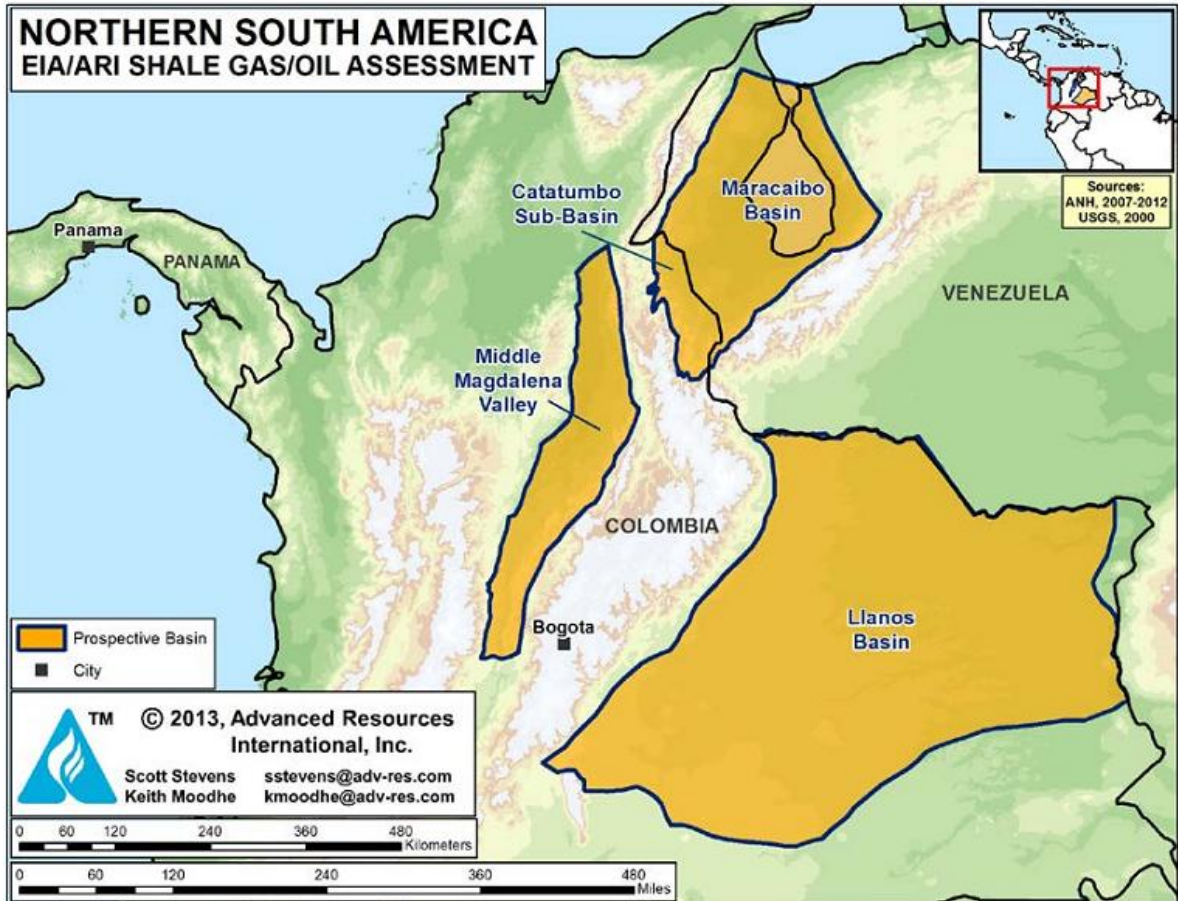 NORTHERN SOUTH AMERICA
EIA/ARI SHALE GAS/OIL ASSESSMENT
Sources:
ANH, 2007-2012
USGS, 2000
Catatumbo
Sub-Basin
Maracaibo
Basin
Panama
PANAMA
VENEZUELA
Middle
Magdalena
Valley
COLOMBIA
Llanos
Basin
Bogota
Prospective Basin
City
TM
© 2013, Advanced Resources
International, Inc.
Scott Stevens sstevens@adv-res.com
Keith Moodhe kmoodhe@adv-res.com
0 60 120 240 360 480
Kilometers
0 60 120 240 360 480
Miles